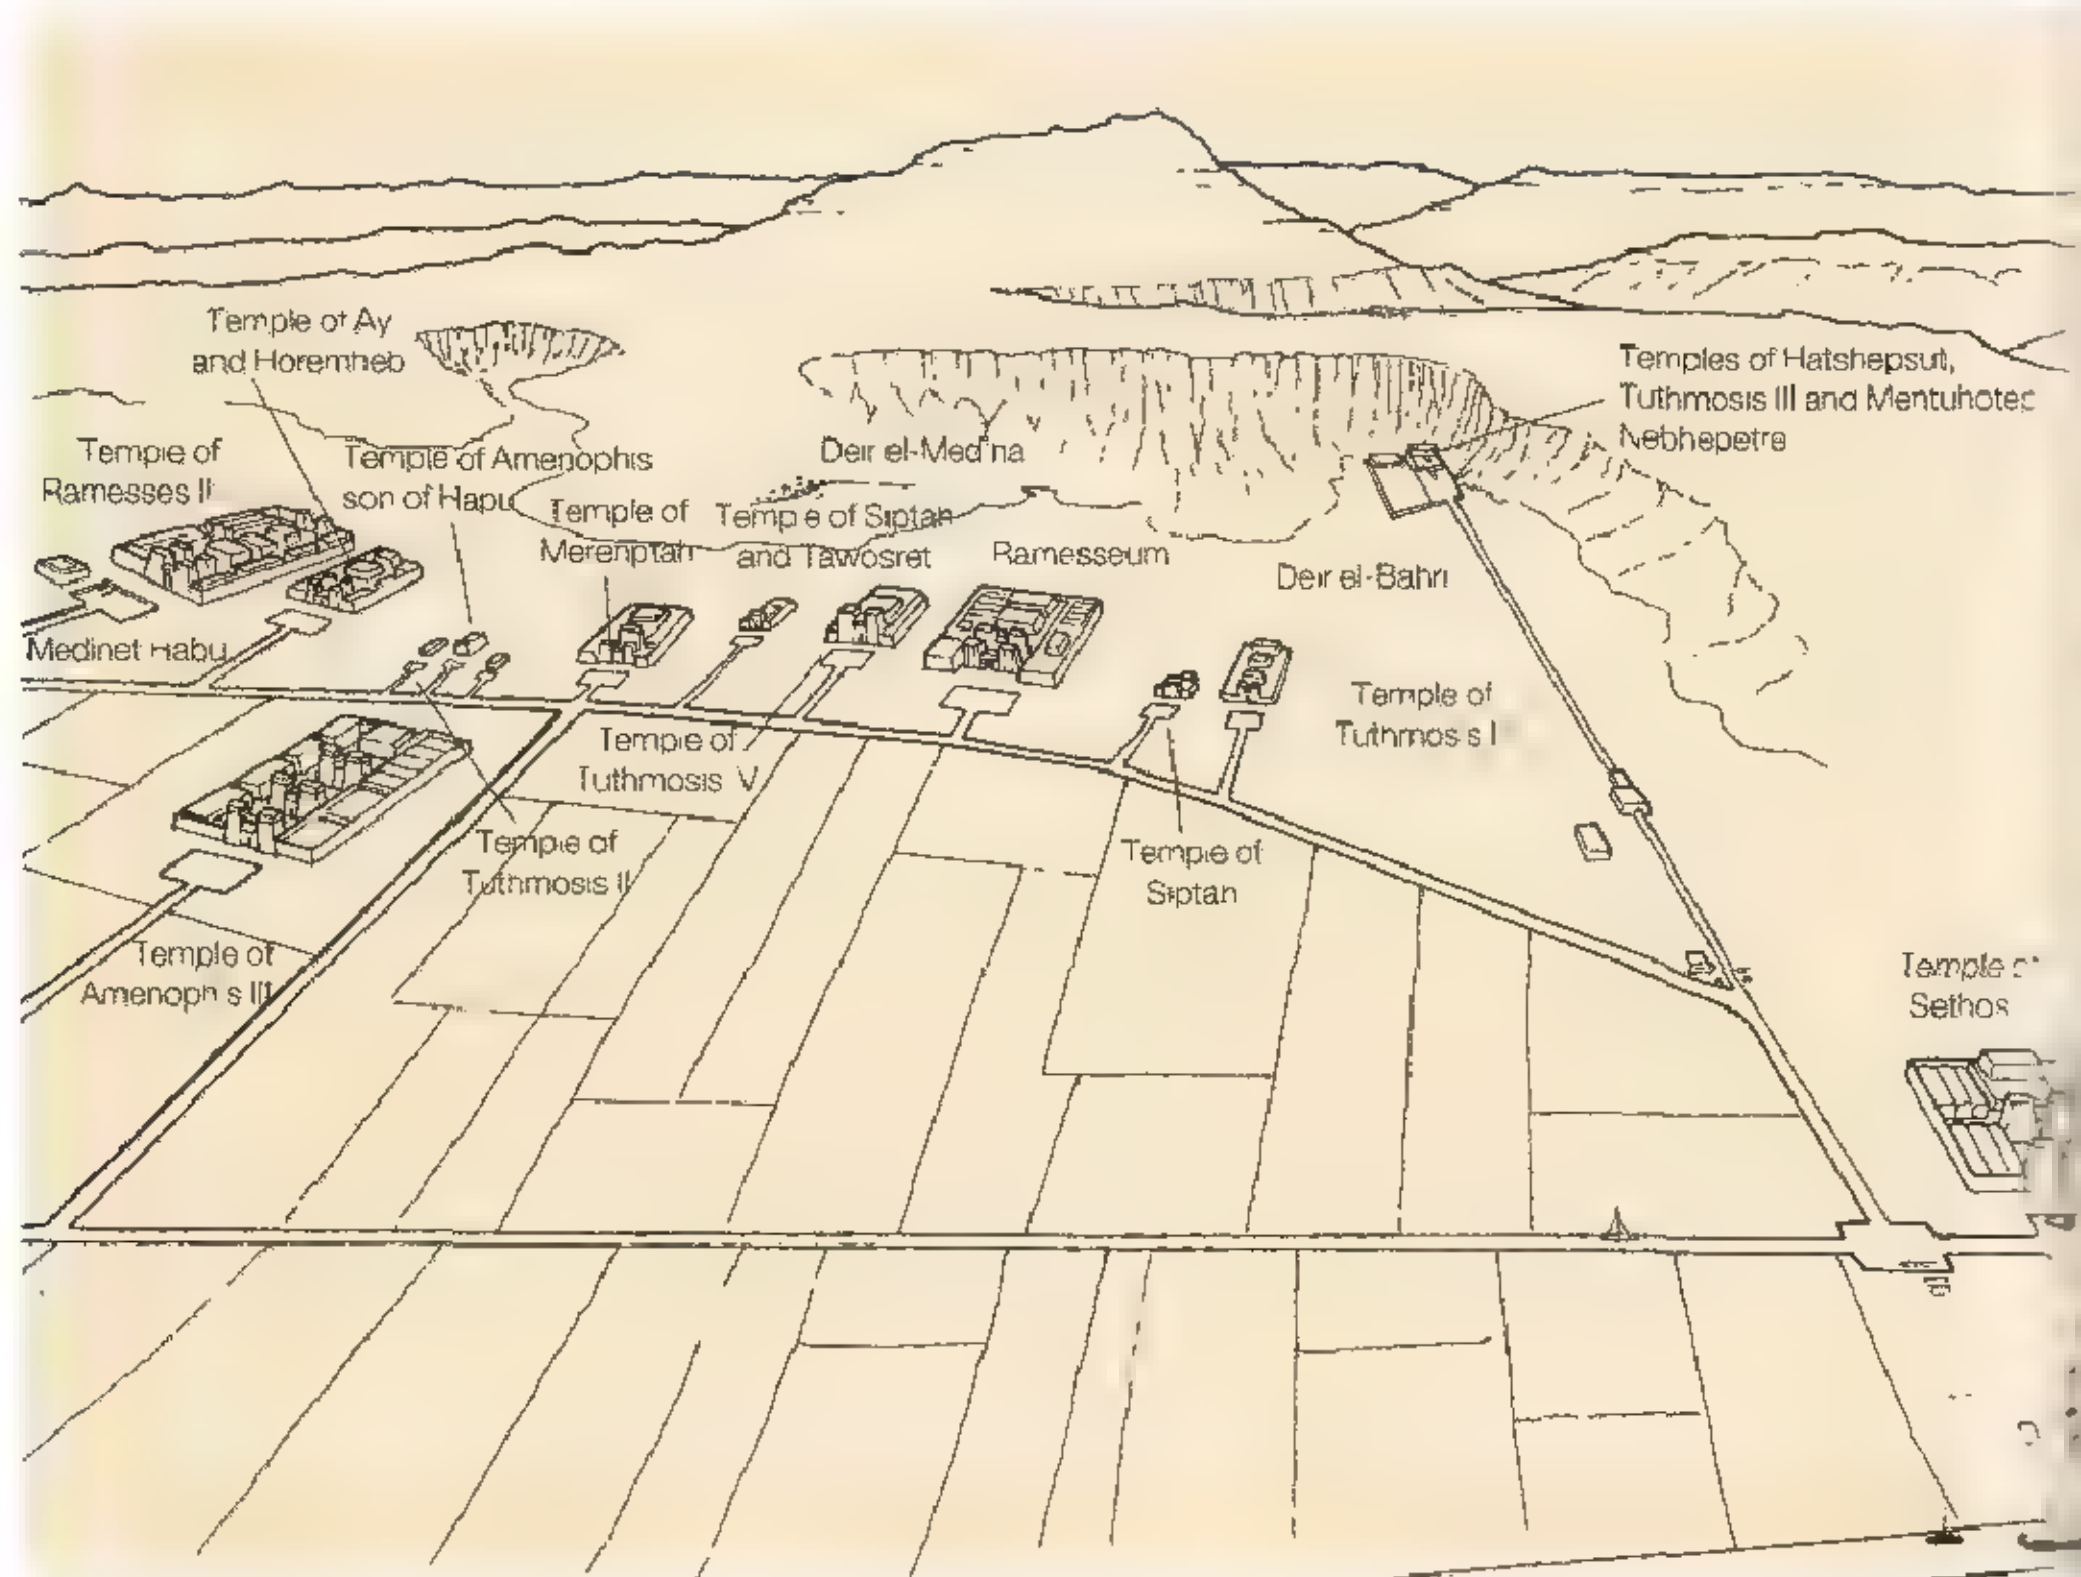 Temple of Ay
and Horemheb
Temples of Hatshepsut,
Tuthmosis III and Mentuhotep
Nebhepetre
Temple of
Ramesses II
Temple of Amenophis
son of Hapu
Deir el-Medina
Temple of
Merenptah
Temple of Siptah
and Tawosret
Ramesseum
Deir el-Bahri
Medinet Habu
Temple of
Tuthmosis I
Temple of
Tuthmosis V
Temple of
Tuthmosis II
Temple of
Siptah
Temple of
Amenophis III
Temple of
Sethos